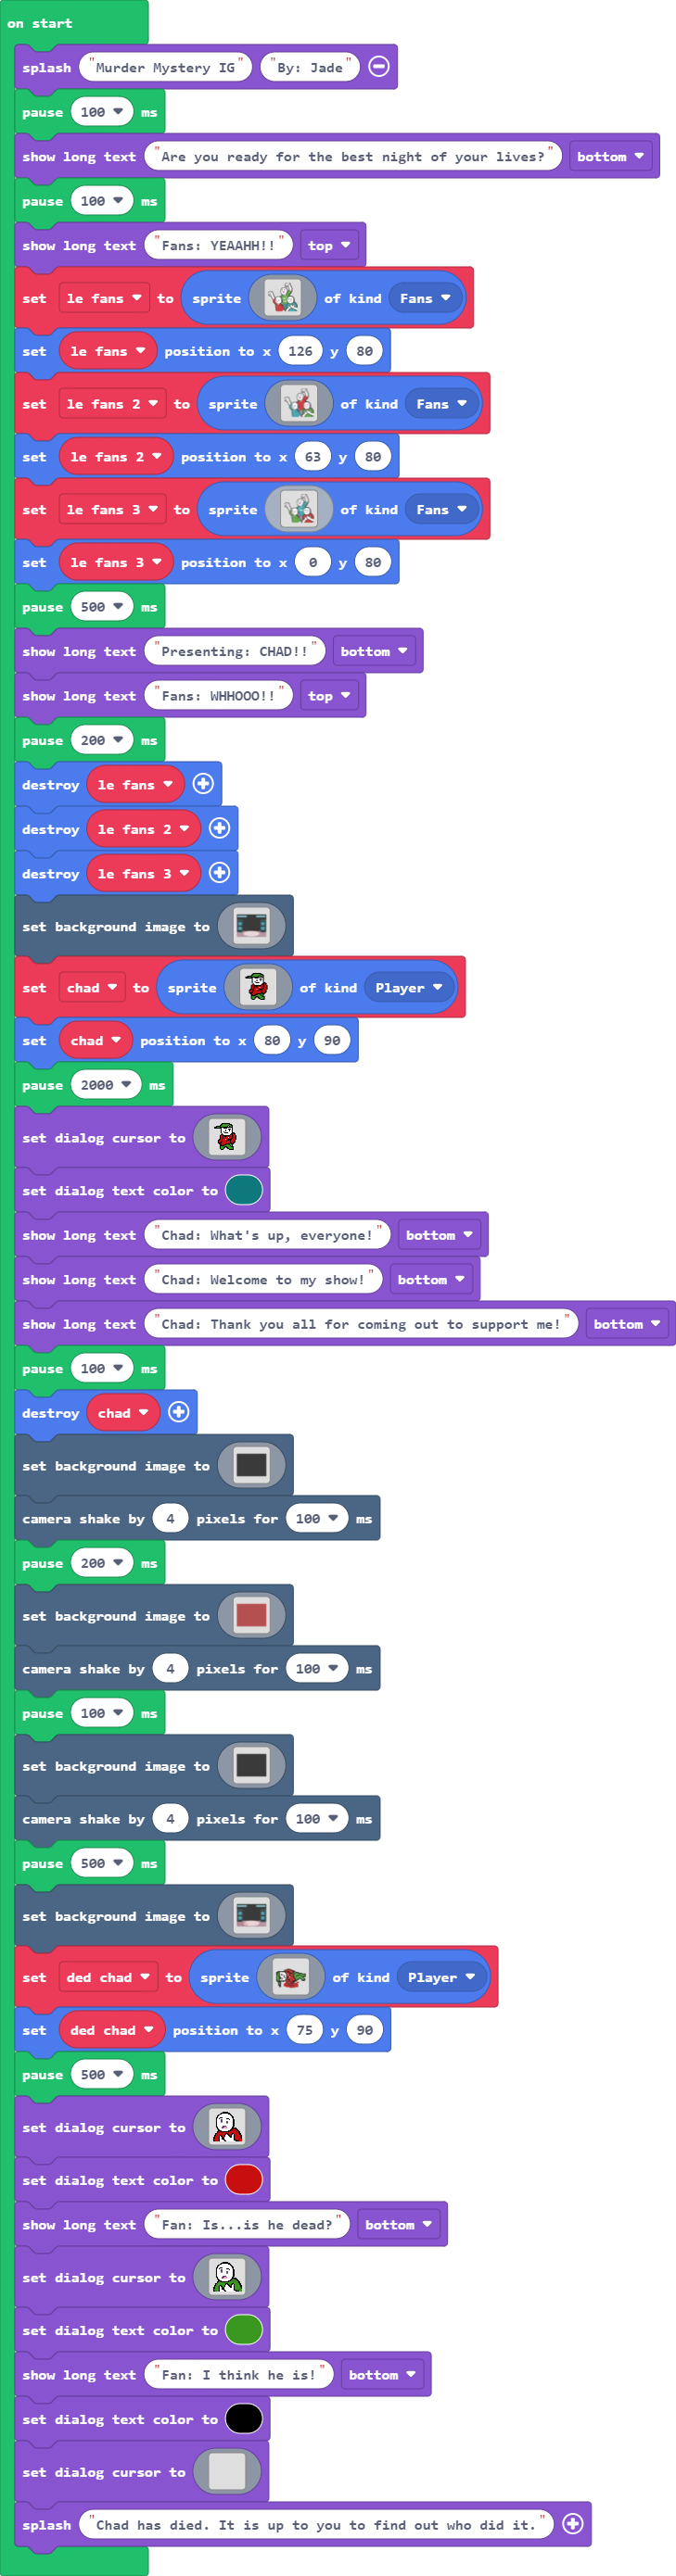 on start
splash "Murder Mystery IG" "By: Jade"
pause 100 ms
show long text "Are you ready for the best night of your lives?" bottom
pause 100 ms
show long text "Fans: YEAAHH!!" top
set le fans to sprite of kind Fans
set le fans position to x 126 y 80
set le fans 2 to sprite of kind Fans
set le fans 2 position to x 63 y 80
set le fans 3 to sprite of kind Fans
set le fans 3 position to x 0 y 80
pause 500 ms
show long text "Presenting: CHAD!!" bottom
show long text "Fans: WHHOOO!!" top
pause 200 ms
destroy le fans
destroy le fans 2
destroy le fans 3
set background image to
set chad to sprite of kind Player
set chad position to x 80 y 90
pause 2000 ms
set dialog cursor to
set dialog text color to
show long text "Chad: What's up, everyone!" bottom
show long text "Chad: Welcome to my show!" bottom
show long text "Chad: Thank you all for coming out to support me!" bottom
pause 100 ms
destroy chad
set background image to
camera shake by 4 pixels for 100 ms
pause 200 ms
set background image to
camera shake by 4 pixels for 100 ms
pause 100 ms
set background image to
camera shake by 4 pixels for 100 ms
pause 500 ms
set background image to
set ded chad to sprite of kind Player
set ded chad position to x 75 y 90
pause 500 ms
set dialog cursor to
set dialog text color to
show long text "Fan: Is...is he dead?" bottom
set dialog cursor to
set dialog text color to
show long text "Fan: I think he is!" bottom
set dialog text color to
set dialog cursor to
splash "Chad has died. It is up to you to find out who did it."